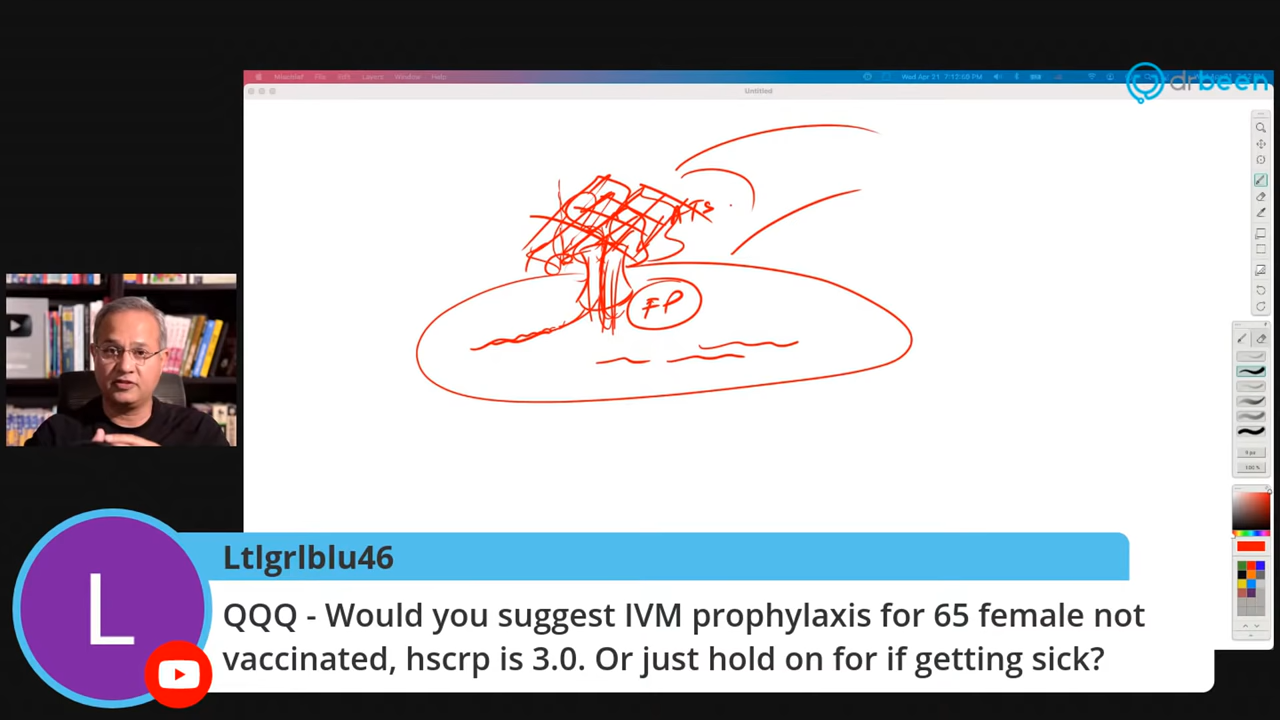 drbeen
Untitled
FP
Ltlgrlblu46
L
QQQ - Would you suggest IVM prophylaxis for 65 female not
vaccinated, hscrp is 3.0. Or just hold on for if getting sick?